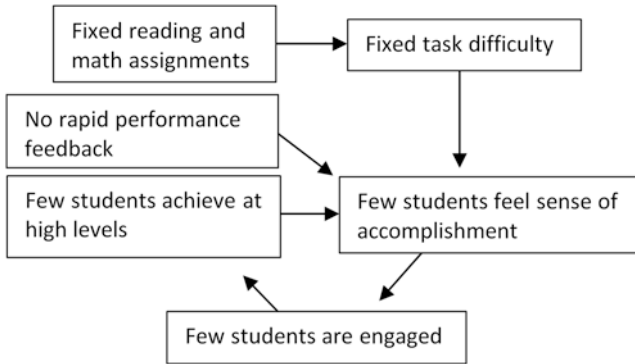 Fixed reading and
math assignments
Fixed task difficulty
No rapid performance
feedback
Few students achieve at
high levels
Few students feel sense of
accomplishment
Few students are engaged